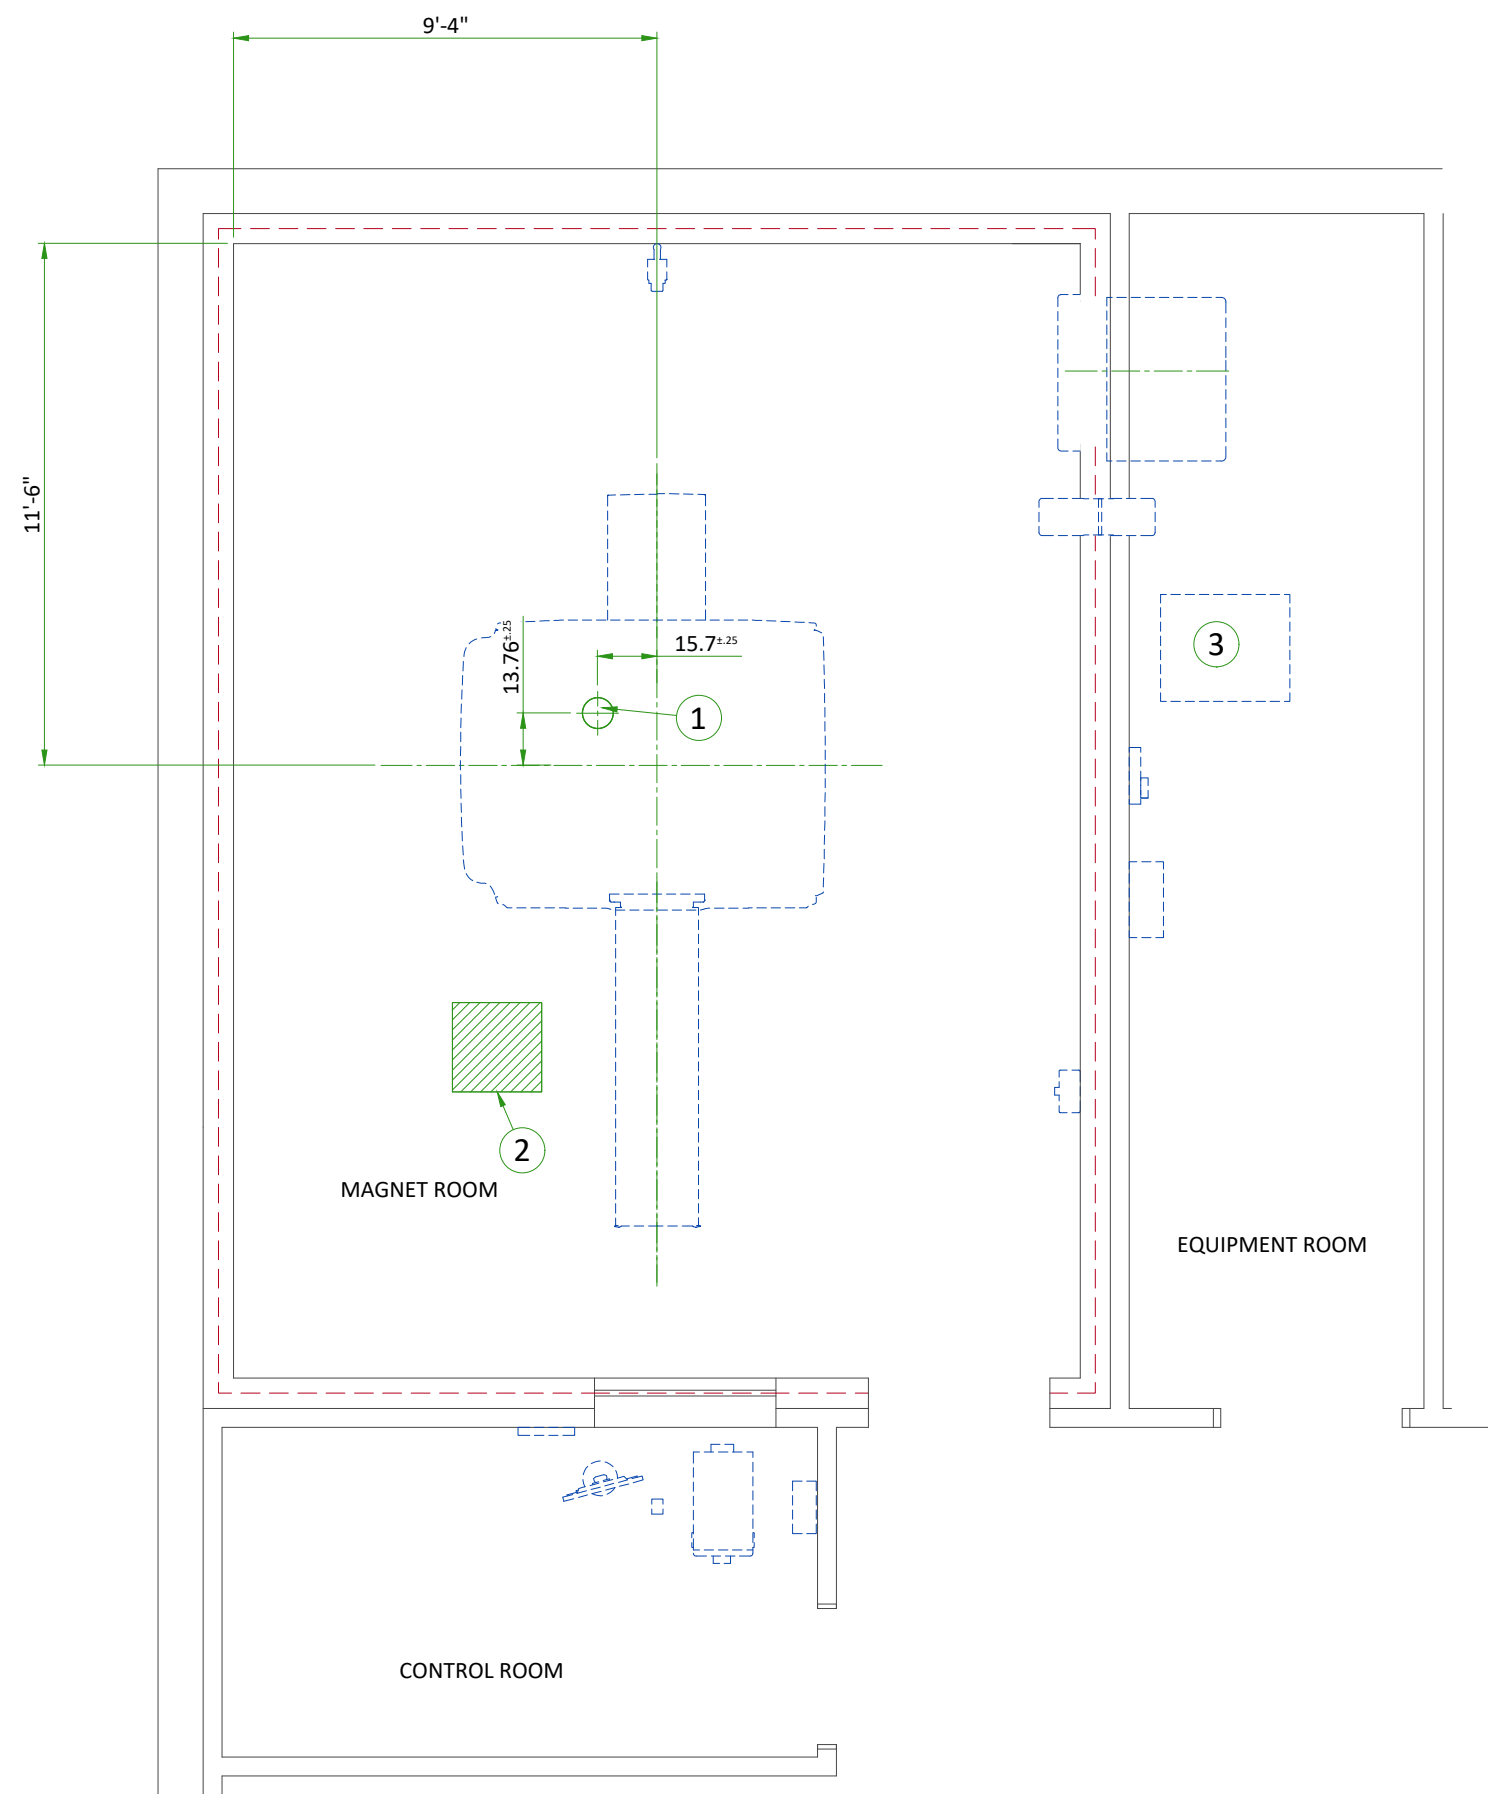 9'-4"
11'-6"
13.76±.25
15.7±.25
1
3
2
MAGNET ROOM
EQUIPMENT ROOM
CONTROL ROOM